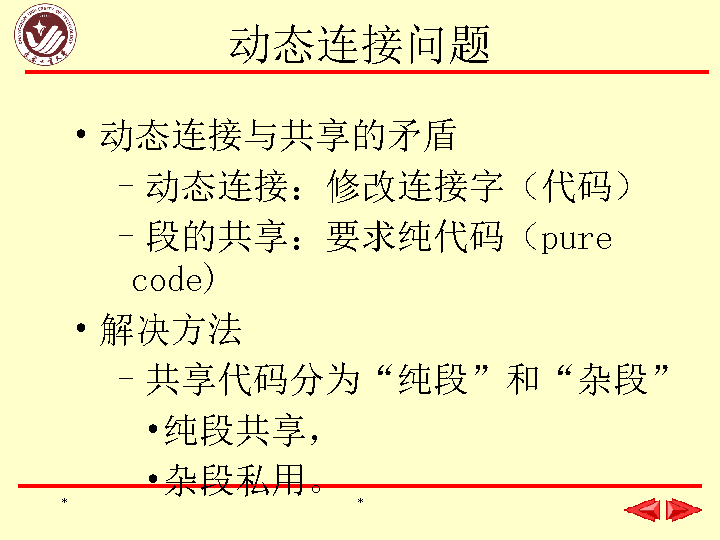 动态连接问题
•动态连接与共享的矛盾
–动态连接：修改连接字（代码）
–段的共享：要求纯代码（pure
code)
•解决方法
–共享代码分为“纯段”和“杂段”
•纯段共享，
•杂段私用。
* *